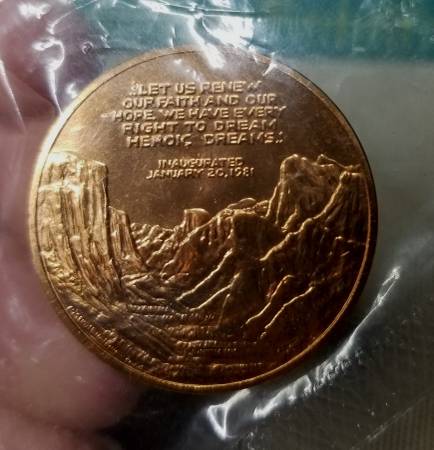 "LET US RENEW
OUR FAITH AND OUR
HOPE. WE HAVE EVERY
RIGHT TO DREAM
HEROIC DREAMS."
INAUGURATED
JANUARY 20, 1981